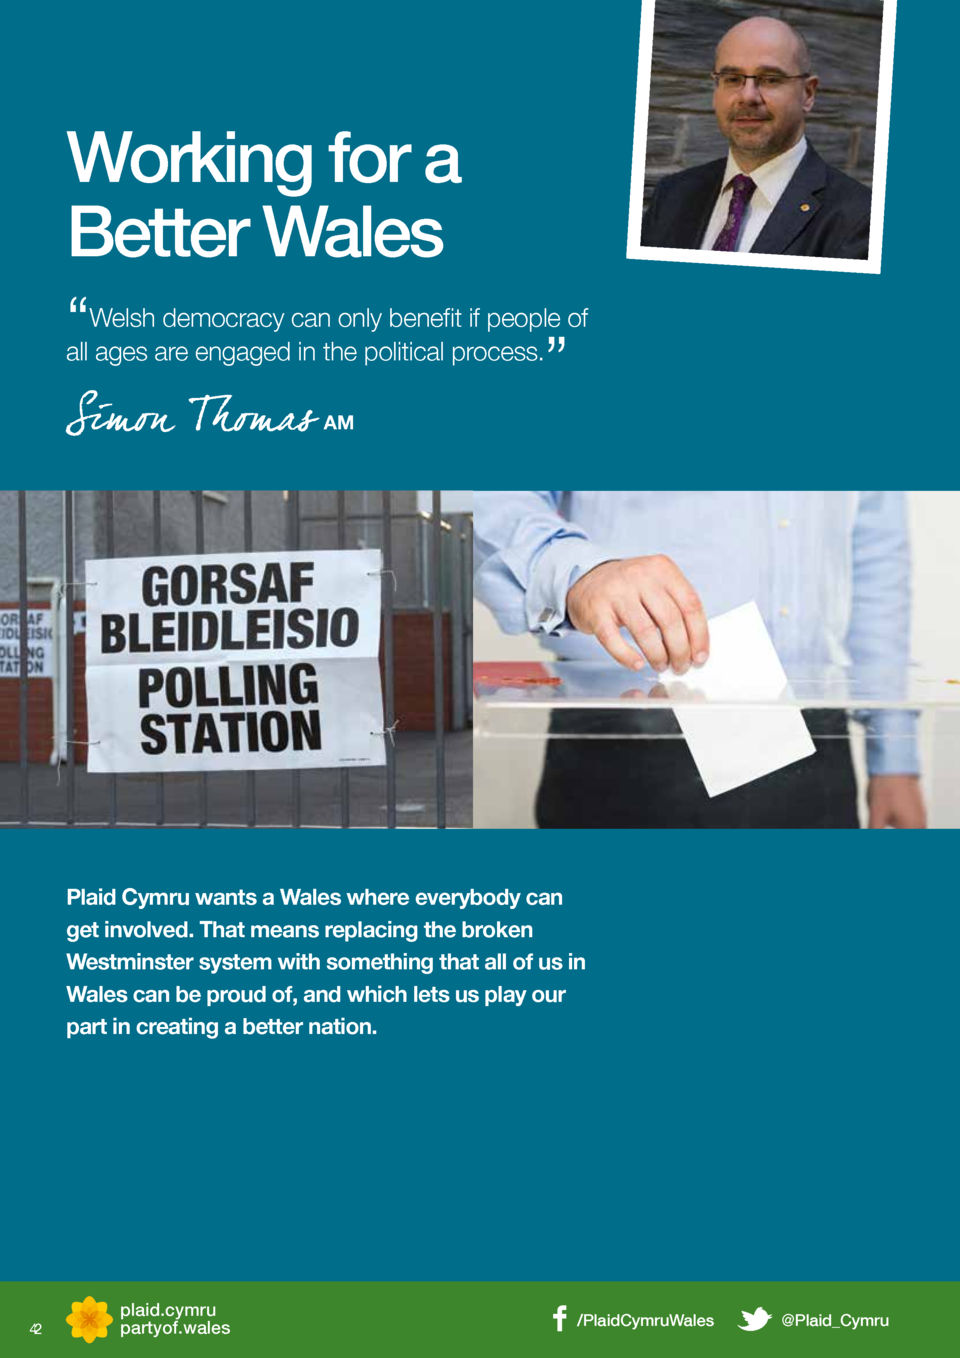 Working for a
Better Wales
“Welsh democracy can only benefit if people of
all ages are engaged in the political process.”
Simon Thomas AM
GORSAF
BLEIDLEISIO
POLLING
STATION
Plaid Cymru wants a Wales where everybody can
get involved. That means replacing the broken
Westminster system with something that all of us in
Wales can be proud of, and which lets us play our
part in creating a better nation.
42
plaid.cymru
partyof.wales
/PlaidCymruWales
@Plaid_Cymru